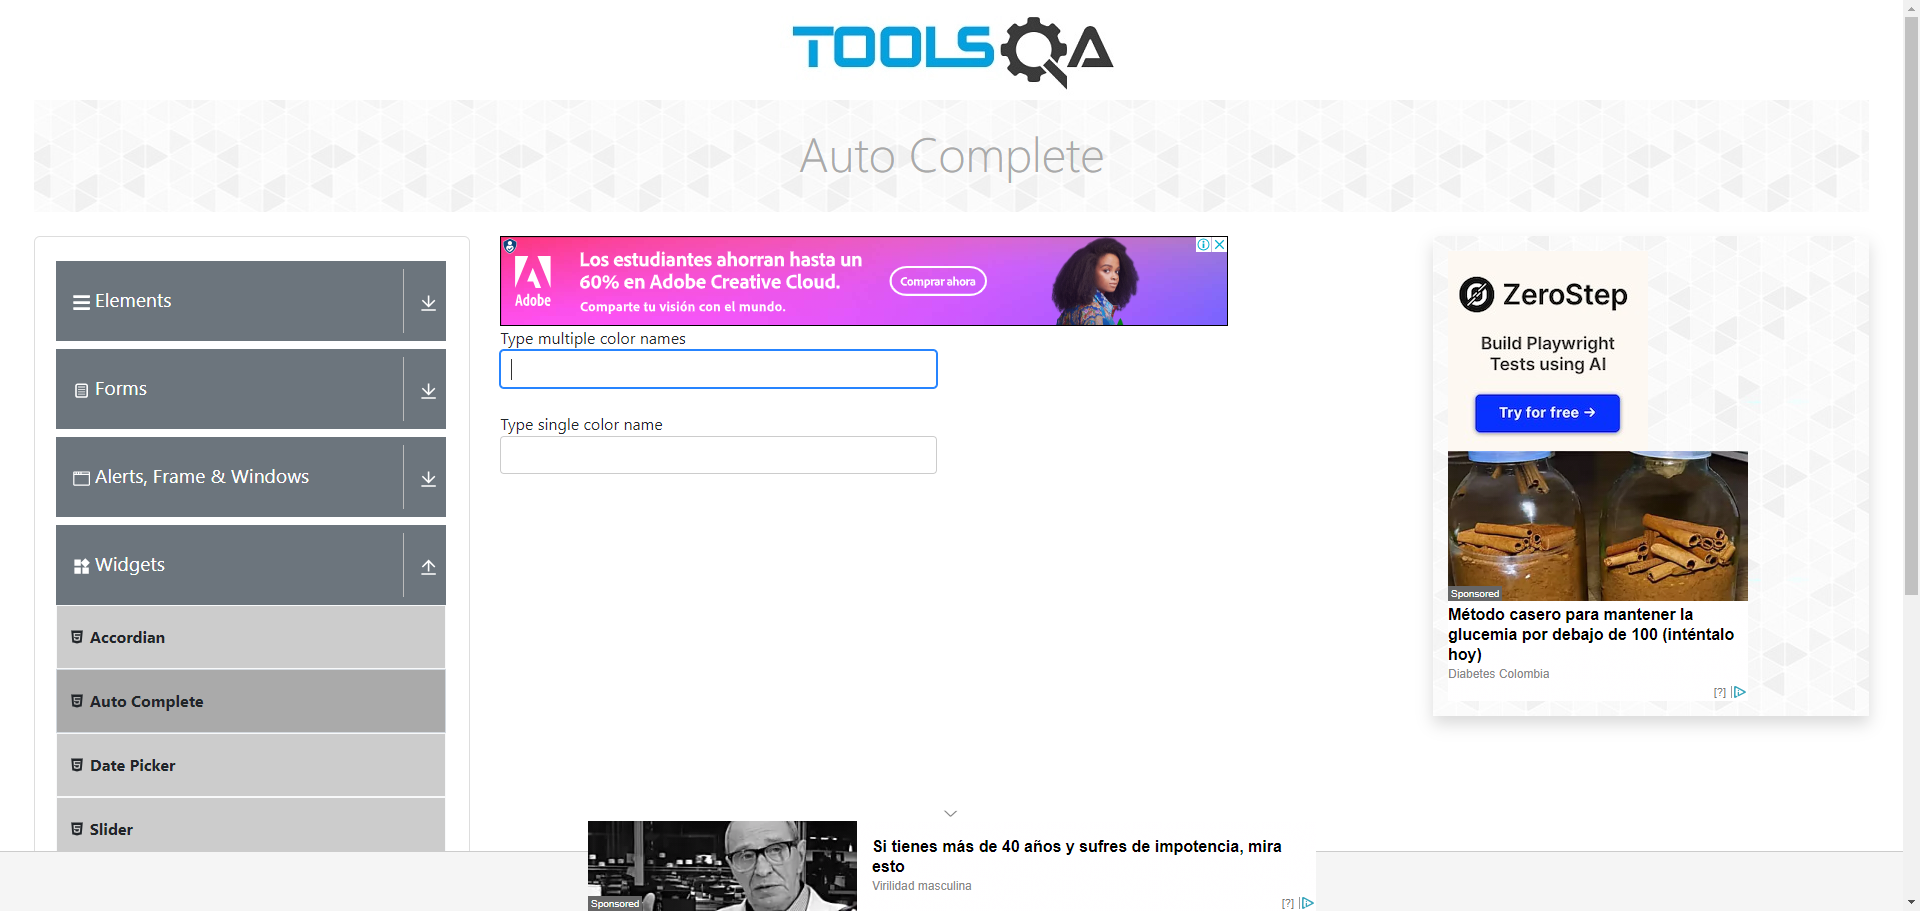 TOOLSQA
Auto Complete
Elements
Forms
Alerts, Frame & Windows
Widgets
Accordian
Auto Complete
Date Picker
Slider
Adobe
Los estudiantes ahorran hasta un
60% en Adobe Creative Cloud.
Comparte tu visión con el mundo.
Comprar ahora
Type multiple color names
Type single color name
ZeroStep
Build Playwright
Tests using AI
Try for free →
Sponsored
Método casero para mantener la
glucemia por debajo de 100 (inténtalo
hoy)
Diabetes Colombia
[?]
Si tienes más de 40 años y sufres de impotencia, mira
esto
Virilidad masculina
Sponsored
[?]